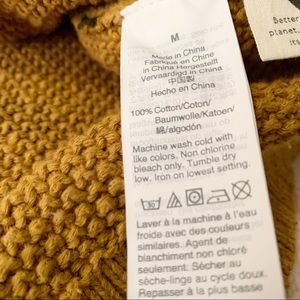 M
Made in China
Fabriqué en Chine
Hergestellt in China
Vervaardigd in China
中国製
Hecho en China
100% Cotton/Coton/
Baumwolle/Katoen/
綿/algodón
Machine wash cold with
like colors. Non chlorine
bleach only. Tumble dry
low. Iron on lowest setting.
30
Laver à la machine à l'eau
froide avec des couleurs
similaires. Agent de
blanchiment non chloré
seulement. Sécher au
sèche-linge au cycle doux.
Repasser à la plus basse
Better
planet.